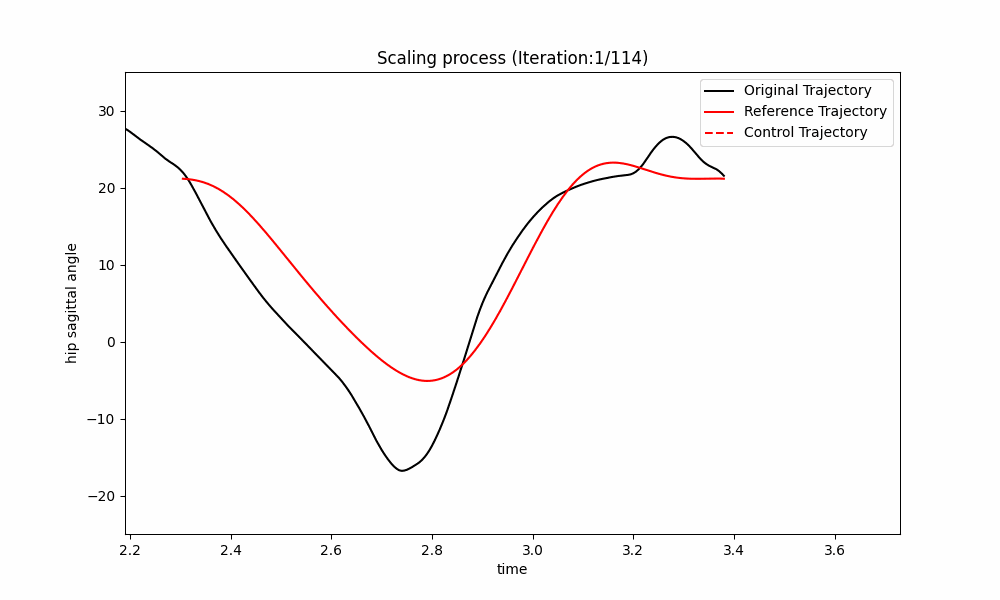 Scaling process (Iteration:1/114)
Original Trajectory
Reference Trajectory
Control Trajectory
hip sagittal angle
30
20
10
0
−10
−20
2.2 2.4 2.6 2.8 3.0 3.2 3.4 3.6
time